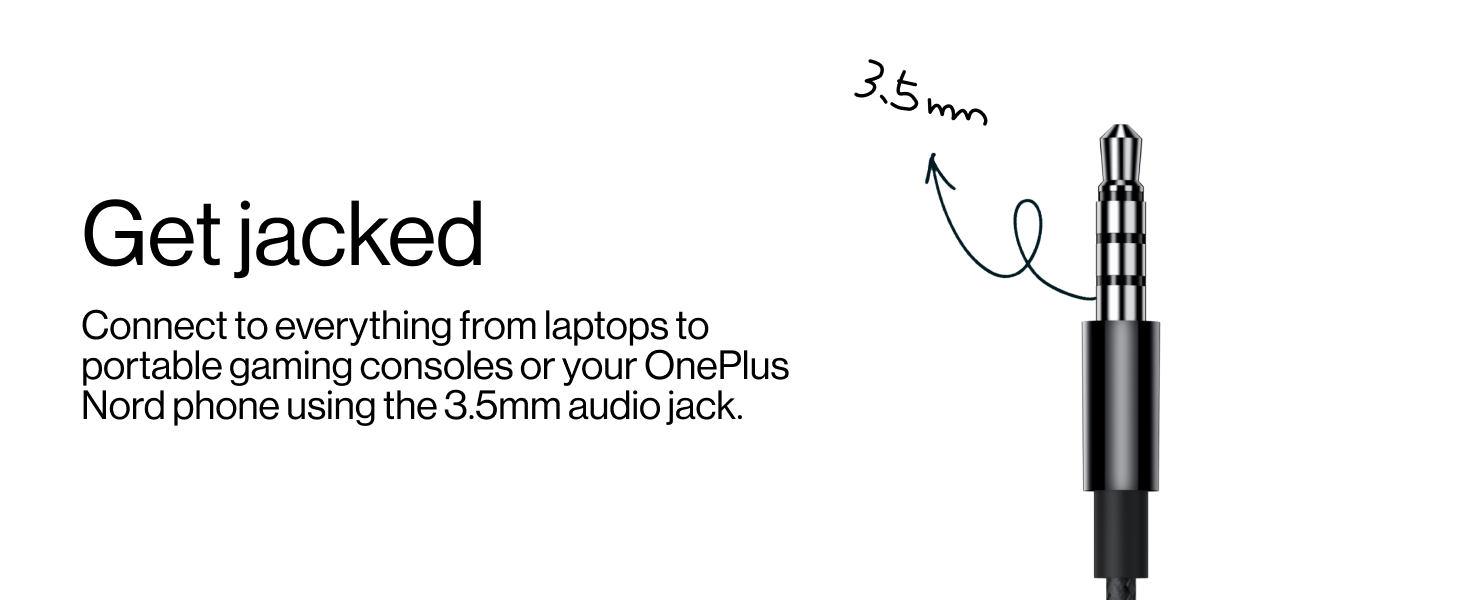 3.5mm
Get jacked
Connect to everything from laptops to
portable gaming consoles or your OnePlus
Nord phone using the 3.5mm audio jack.